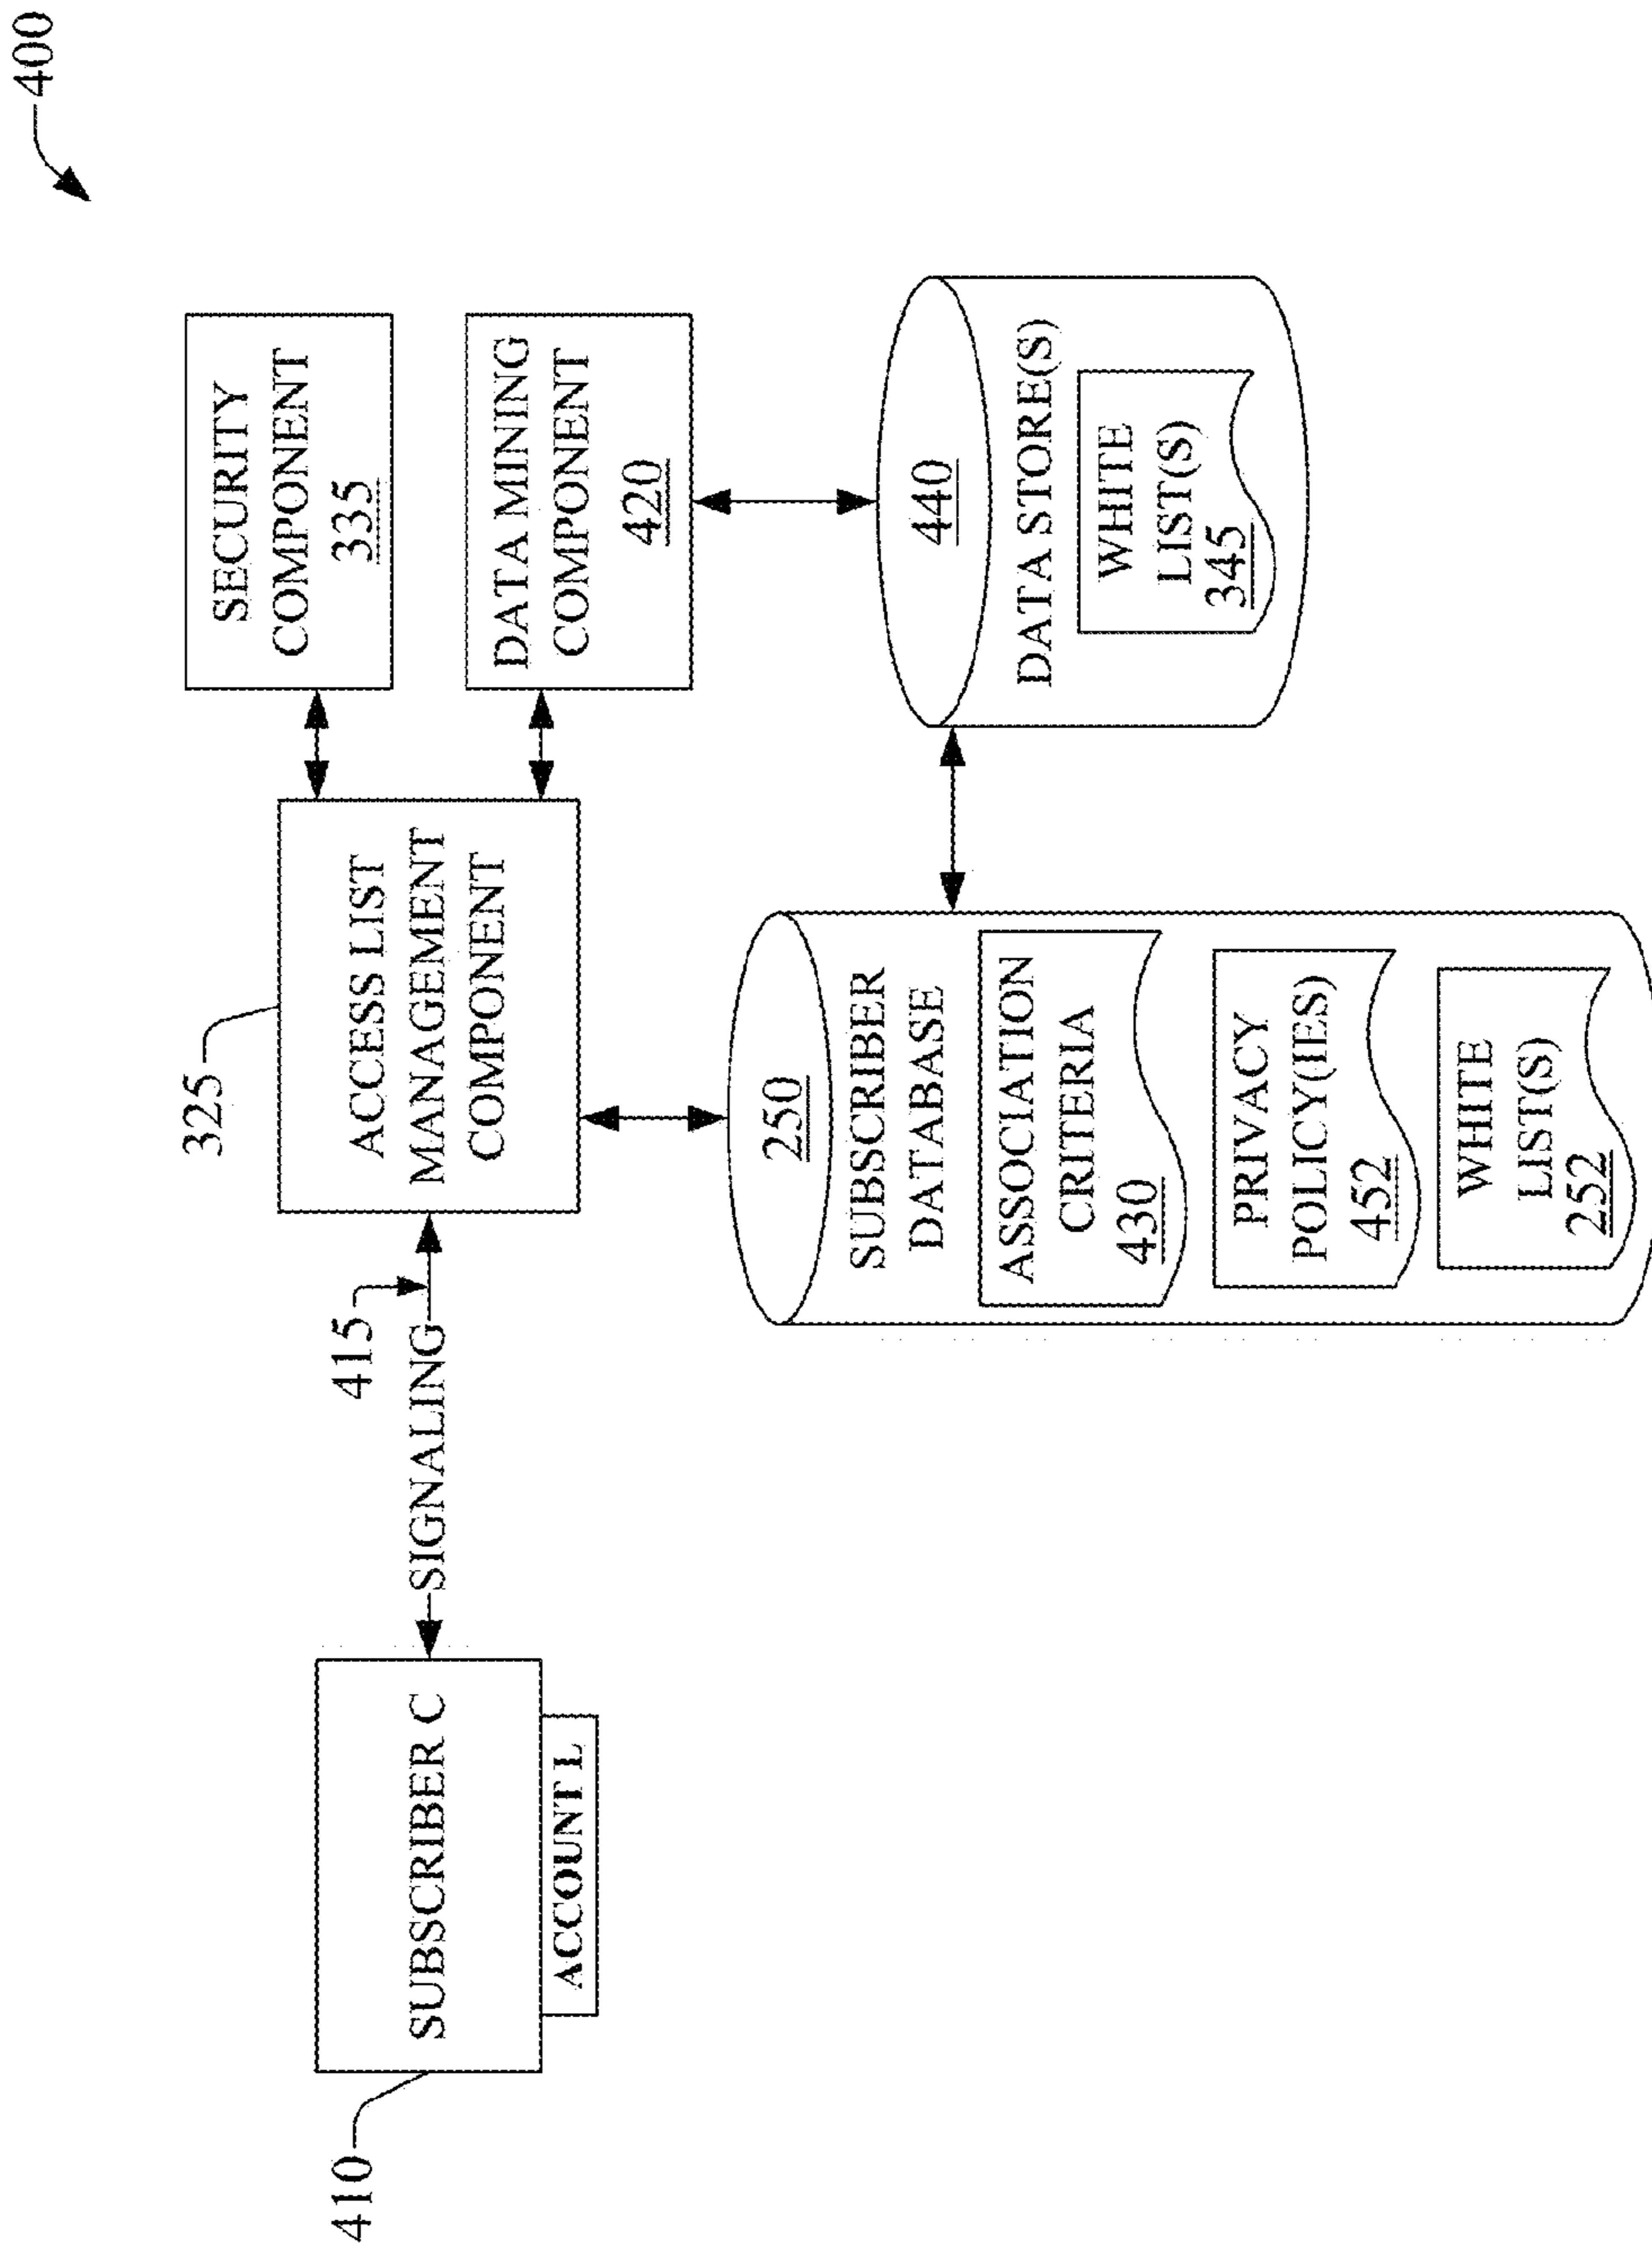 400
SECURITY
COMPONENT
335
325
ACCESS LIST
MANAGEMENT
COMPONENT
DATA MINING
COMPONENT
420
415
SIGNALING
410
SUBSCRIBER C
ACCOUNT L
250
SUBSCRIBER
DATABASE
ASSOCIATION
CRITERIA
430
PRIVACY
POLICY(IES)
452
WHITE
LIST(S)
252
440
DATA STORE(S)
WHITE
LIST(S)
345